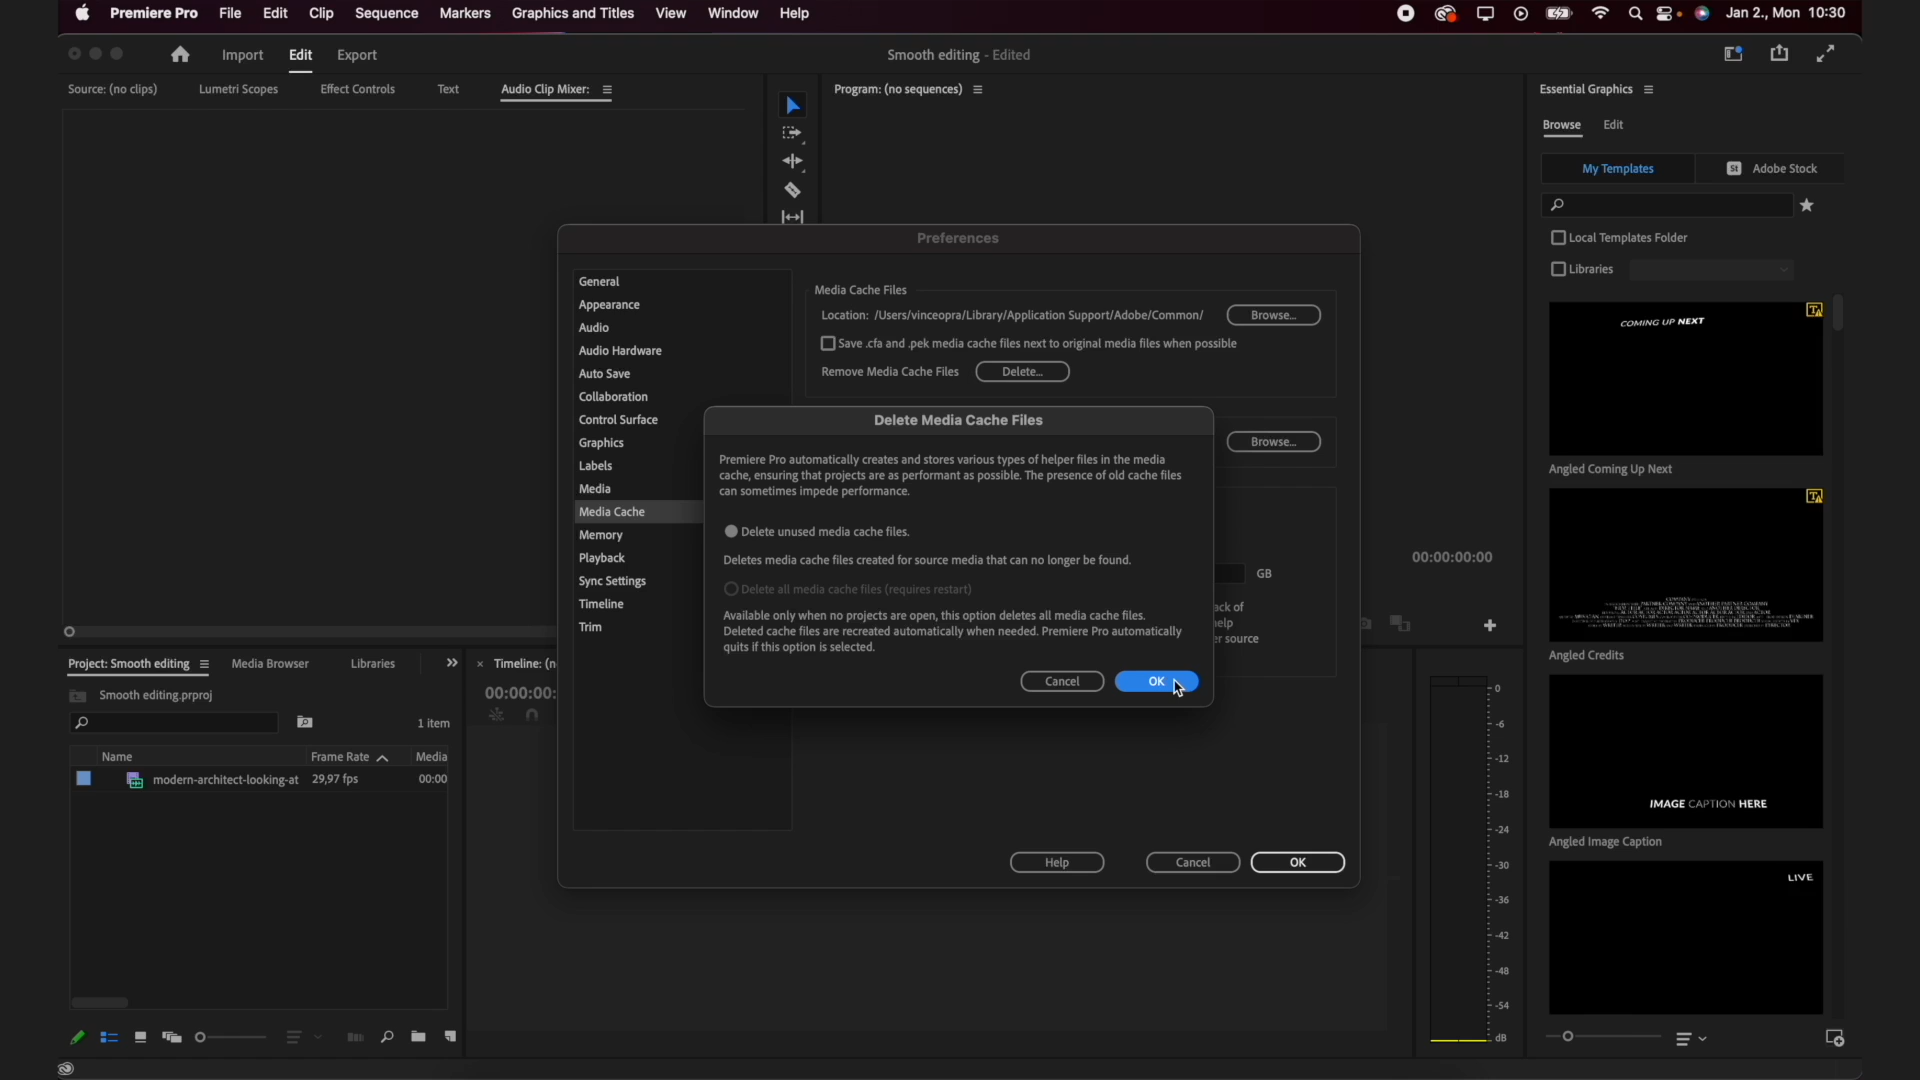 Premiere Pro File Edit Clip Sequence Markers Graphics and Titles View Window Help
Jan 2., Mon 10:30
Import Edit Export
Smooth editing - Edited
Source: (no clips) Lumetri Scopes Effect Controls Text Audio Clip Mixer:
Program: (no sequences)
Essential Graphics
Browse Edit
My Templates
St Adobe Stock
Local Templates Folder
Libraries
COMING UP NEXT
Angled Coming Up Next
Angled Credits
IMAGE CAPTION HERE
Angled Image Caption
LIVE
Preferences
General
Appearance
Audio
Audio Hardware
Auto Save
Collaboration
Control Surface
Graphics
Labels
Media
Media Cache
Memory
Playback
Sync Settings
Timeline
Trim
Media Cache Files
Location: /Users/vinceopra/Library/Application Support/Adobe/Common/ Browse...
Save .cfa and .pek media cache files next to original media files when possible
Remove Media Cache Files Delete...
Browse...
GB
ack of
help
er source
Delete Media Cache Files
Premiere Pro automatically creates and stores various types of helper files in the media
cache, ensuring that projects are as performant as possible. The presence of old cache files
can sometimes impede performance.
Delete unused media cache files.
Deletes media cache files created for source media that can no longer be found.
Delete all media cache files (requires restart)
Available only when no projects are open, this option deletes all media cache files.
Deleted cache files are recreated automatically when needed. Premiere Pro automatically
quits if this option is selected.
Cancel OK
Help Cancel OK
00:00:00:00
Project: Smooth editing Media Browser Libraries
Smooth editing.prproj
1 item
Name Frame Rate Media
modern-architect-looking-at 29,97 fps 00:00
× Timeline: (n
00:00:00:
0
-6
-12
-18
-24
-30
-36
-42
-48
-54
dB